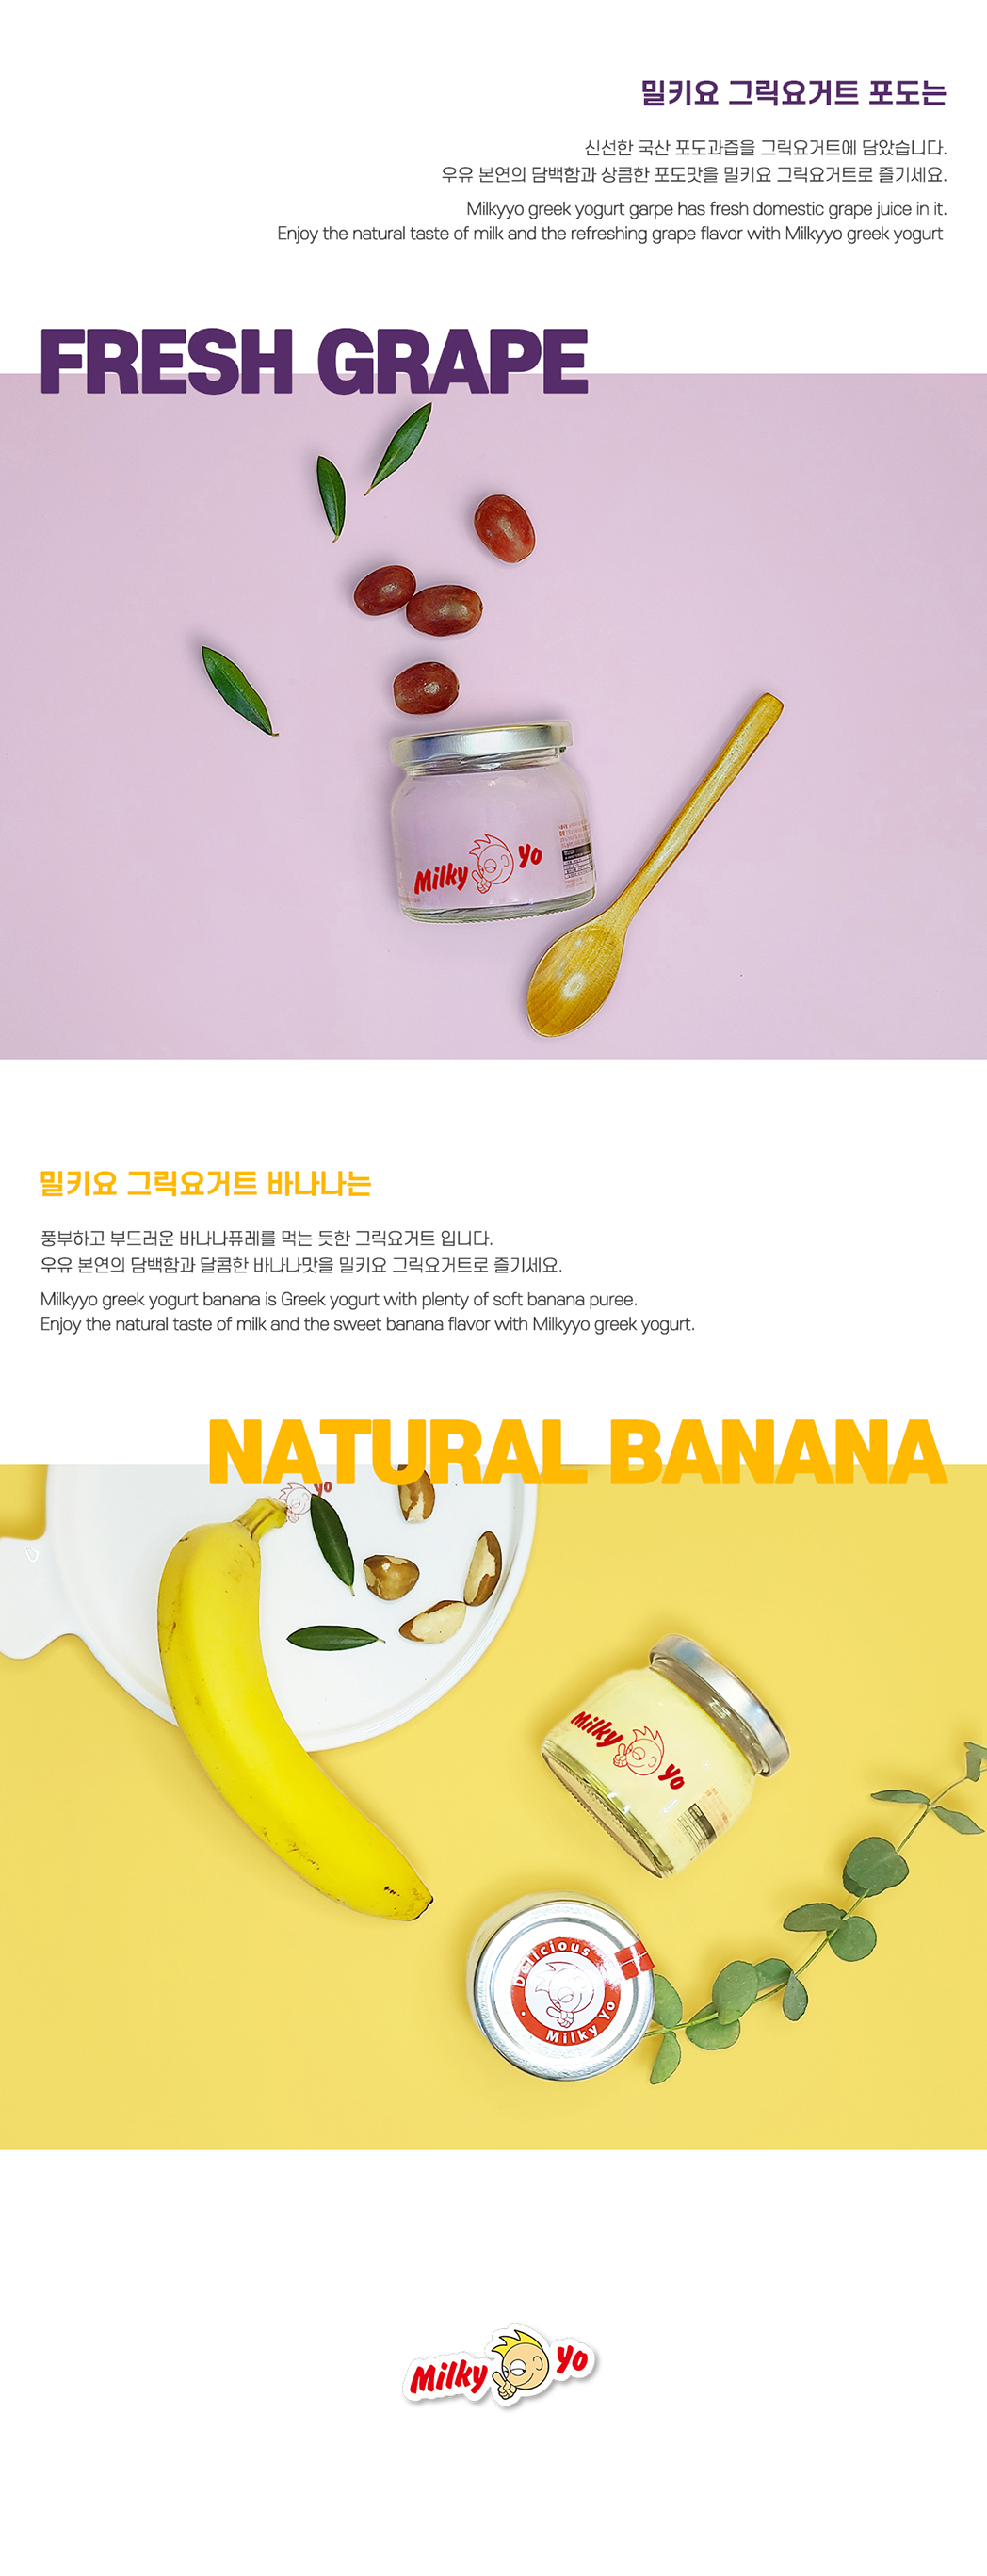 밀키요 그릭요거트 포도는
신선한 국산 포도과즙을 그릭요거트에 담았습니다.
우유 본연의 담백함과 상큼한 포도맛을 밀키요 그릭요거트로 즐기세요.
Milkyyo greek yogurt garpe has fresh domestic grape juice in it.
Enjoy the natural taste of milk and the refreshing grape flavor with Milkyyo greek yogurt
FRESH GRAPE
Milky Yo
밀키요 그릭요거트 바나나는
풍부하고 부드러운 바나나퓨레를 먹는 듯한 그릭요거트 입니다.
우유 본연의 담백함과 달콤한 바나나맛을 밀키요 그릭요거트로 즐기세요.
Milkyyo greek yogurt banana is Greek yogurt with plenty of soft banana puree.
Enjoy the natural taste of milk and the sweet banana flavor with Milkyyo greek yogurt.
NATURAL BANANA
yo
Milky Yo
Delicious
Milky Yo
Milky Yo